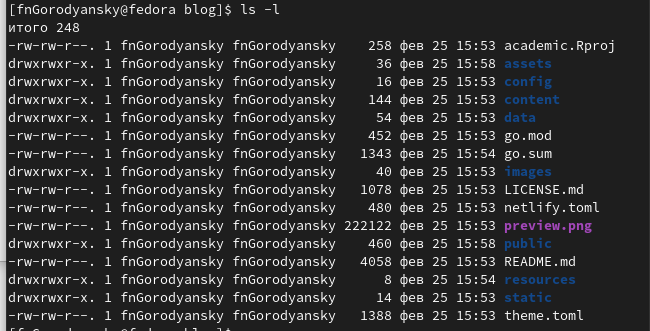 [fnGorodyansky@fedora blog]$ ls -l
итого 248
-rw-rw-r--. 1 fnGorodyansky fnGorodyansky    258 фев 25 15:53 academic.Rproj
drwxrwxr-x. 1 fnGorodyansky fnGorodyansky     36 фев 25 15:58 assets
drwxrwxr-x. 1 fnGorodyansky fnGorodyansky     16 фев 25 15:53 config
drwxrwxr-x. 1 fnGorodyansky fnGorodyansky    144 фев 25 15:53 content
drwxrwxr-x. 1 fnGorodyansky fnGorodyansky     54 фев 25 15:53 data
-rw-rw-r--. 1 fnGorodyansky fnGorodyansky    452 фев 25 15:53 go.mod
-rw-rw-r--. 1 fnGorodyansky fnGorodyansky   1343 фев 25 15:54 go.sum
drwxrwxr-x. 1 fnGorodyansky fnGorodyansky     40 фев 25 15:53 images
-rw-rw-r--. 1 fnGorodyansky fnGorodyansky   1078 фев 25 15:53 LICENSE.md
-rw-rw-r--. 1 fnGorodyansky fnGorodyansky    480 фев 25 15:53 netlify.toml
-rw-rw-r--. 1 fnGorodyansky fnGorodyansky 222122 фев 25 15:53 preview.png
drwxrwxr-x. 1 fnGorodyansky fnGorodyansky    460 фев 25 15:58 public
-rw-rw-r--. 1 fnGorodyansky fnGorodyansky   4058 фев 25 15:53 README.md
drwxrwxr-x. 1 fnGorodyansky fnGorodyansky      8 фев 25 15:54 resources
drwxrwxr-x. 1 fnGorodyansky fnGorodyansky     14 фев 25 15:53 static
-rw-rw-r--. 1 fnGorodyansky fnGorodyansky   1388 фев 25 15:53 theme.toml